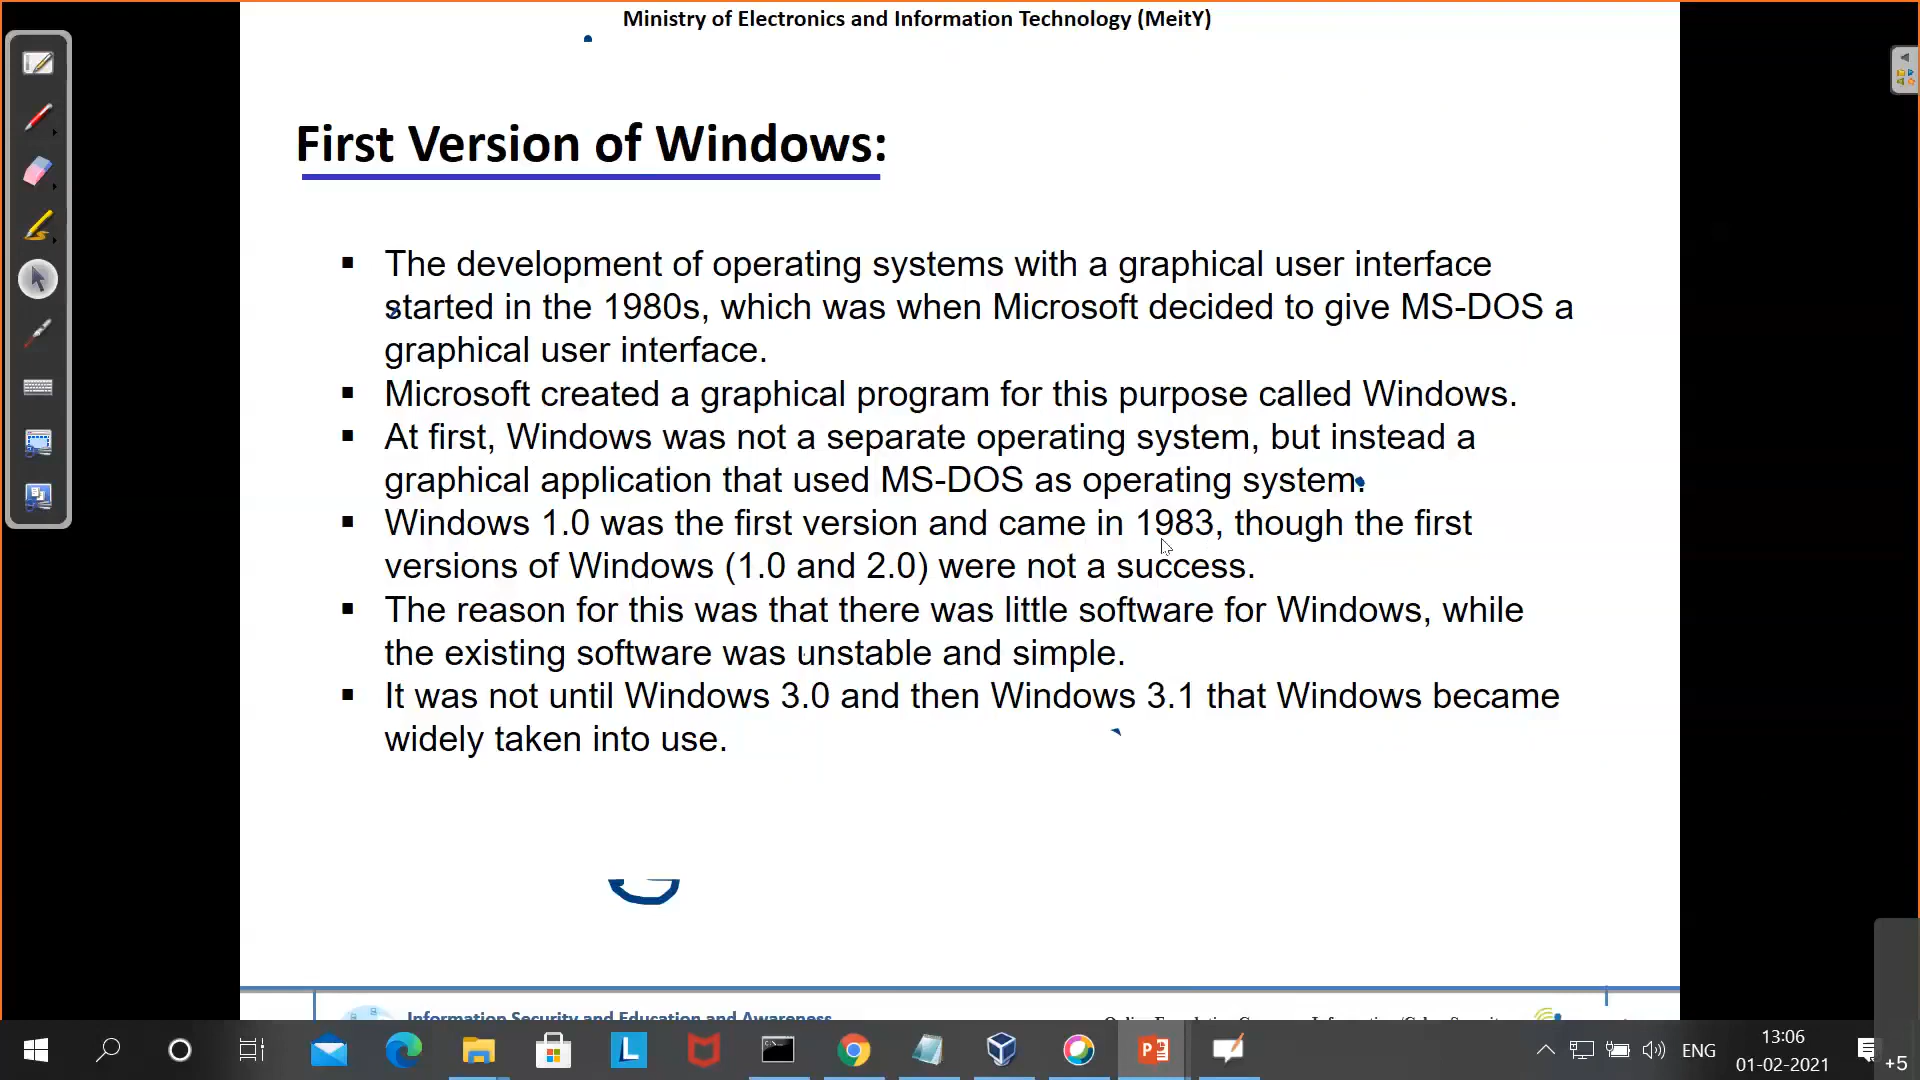 Ministry of Electronics and Information Technology (MeitY)
First Version of Windows:
▪ The development of operating systems with a graphical user interface
started in the 1980s, which was when Microsoft decided to give MS-DOS a
graphical user interface.
▪ Microsoft created a graphical program for this purpose called Windows.
▪ At first, Windows was not a separate operating system, but instead a
graphical application that used MS-DOS as operating system.
▪ Windows 1.0 was the first version and came in 1983, though the first
versions of Windows (1.0 and 2.0) were not a success.
▪ The reason for this was that there was little software for Windows, while
the existing software was unstable and simple.
▪ It was not until Windows 3.0 and then Windows 3.1 that Windows became
widely taken into use.
Information Security and Education and Awareness
L
P
ENG
13:06
01-02-2021
+5